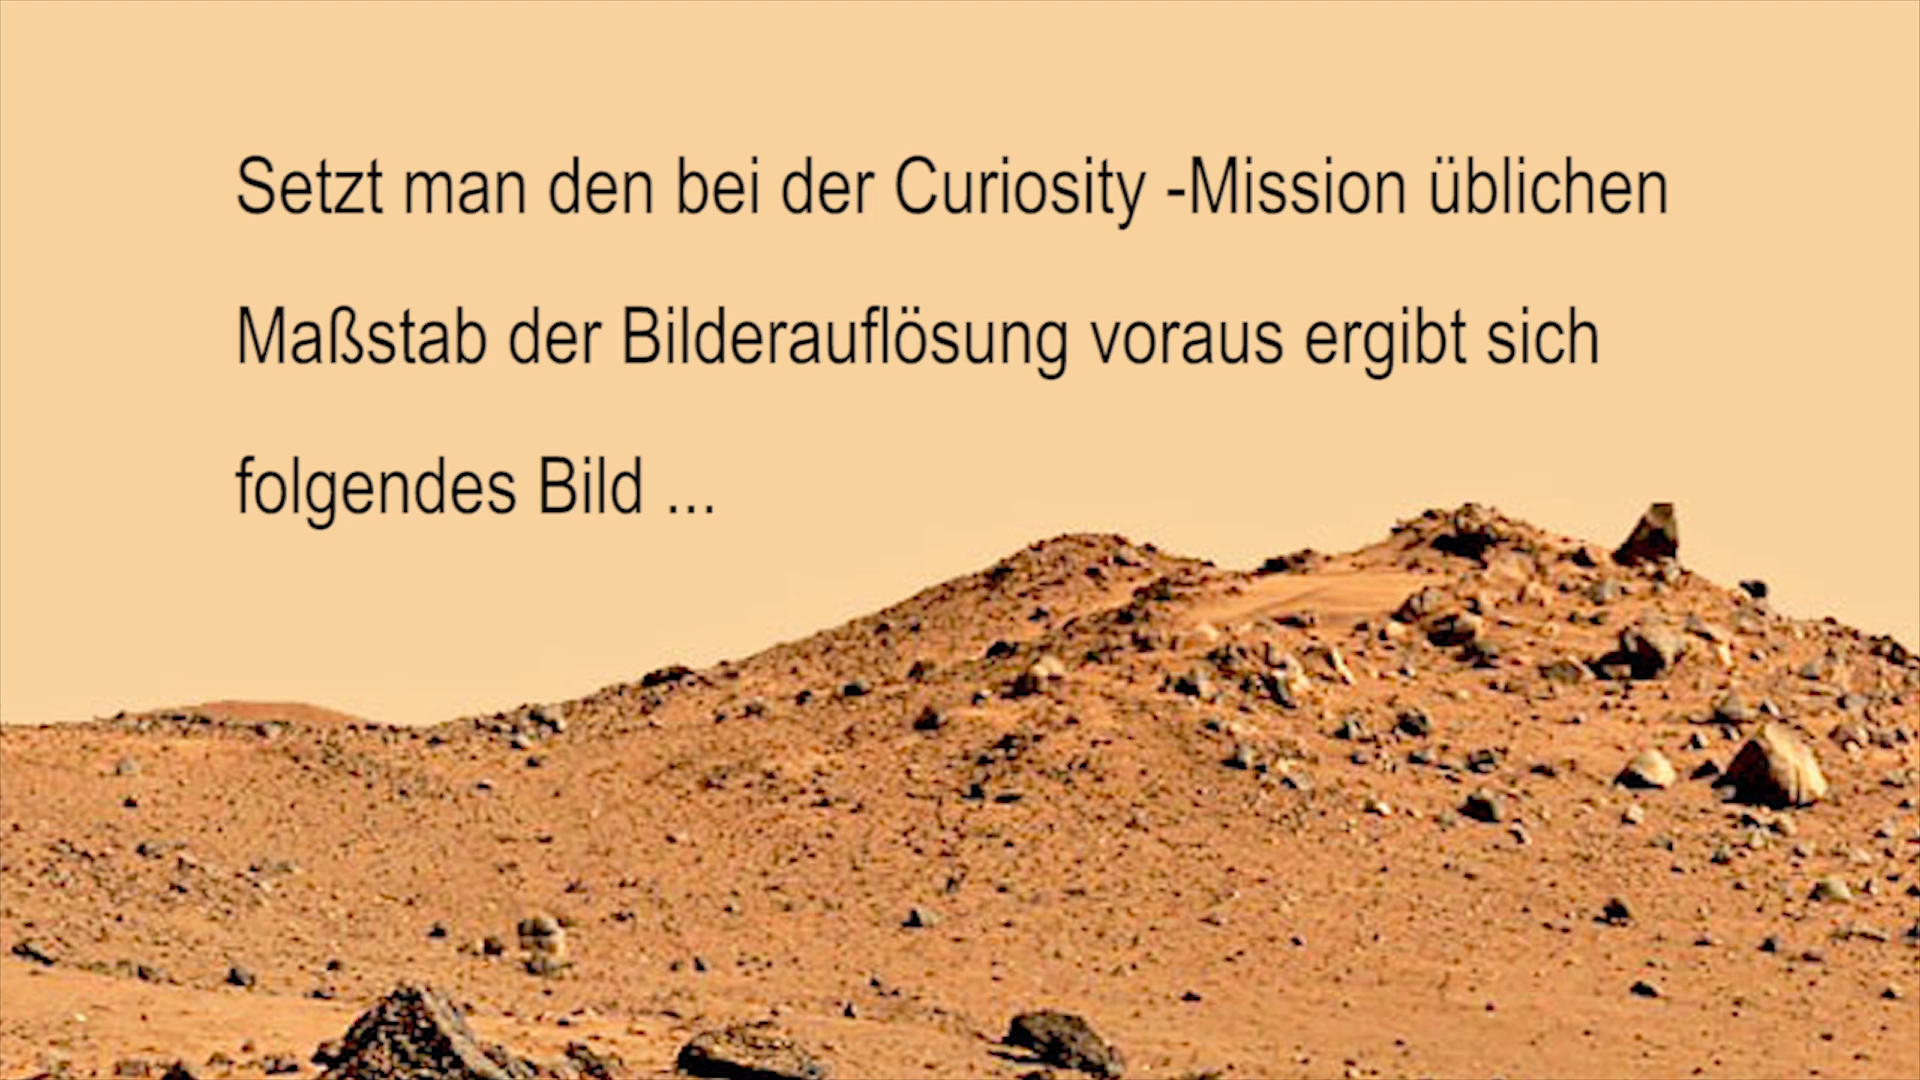 Setzt man den bei der Curiosity -Mission üblichen
Maßstab der Bilderauflösung voraus ergibt sich
folgendes Bild ...